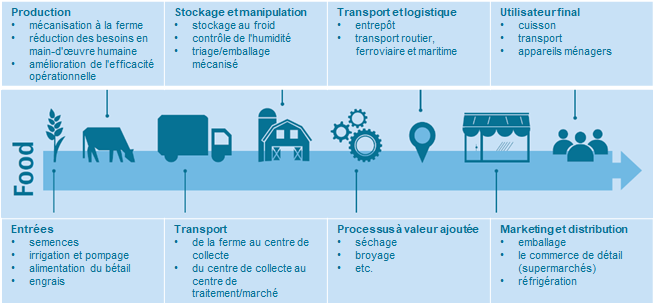 Production
• mécanisation à la ferme
• réduction des besoins en
main-d'œuvre humaine
• amélioration de l'efficacité
opérationnelle
Stockage et manipulation
• stockage au froid
• contrôle de l'humidité
• triage/emballage
mécanisé
Transport et logistique
• entrepôt
• transport routier,
ferroviaire et maritime
Utilisateur final
• cuisson
• transport
• appareils ménagers
Food
Entrées
• semences
• irrigation et pompage
• alimentation du bétail
• engrais
Transport
• de la ferme au centre de
collecte
• du centre de collecte au
centre de
traitement/marché
Processus à valeur ajoutée
• séchage
• broyage
• etc.
Marketing et distribution
• emballage
• le commerce de détail
(supermarchés)
• réfrigération